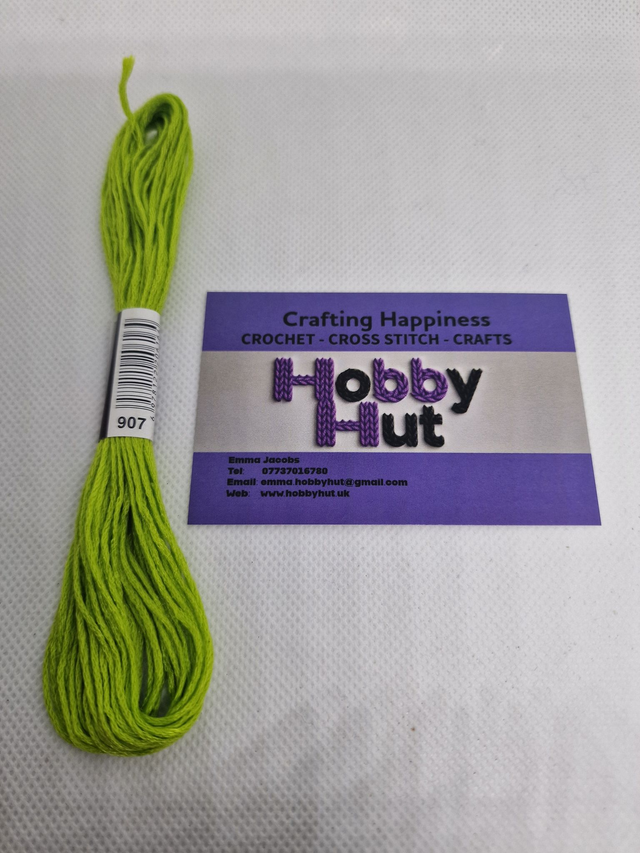 907
Crafting Happiness
CROCHET - CROSS STITCH - CRAFTS
Hobby
Hut
Emma Jacobs
Tel: 07737016780
Email: emma.hobbyhut@gmail.com
Web: www.hobbyhut.uk